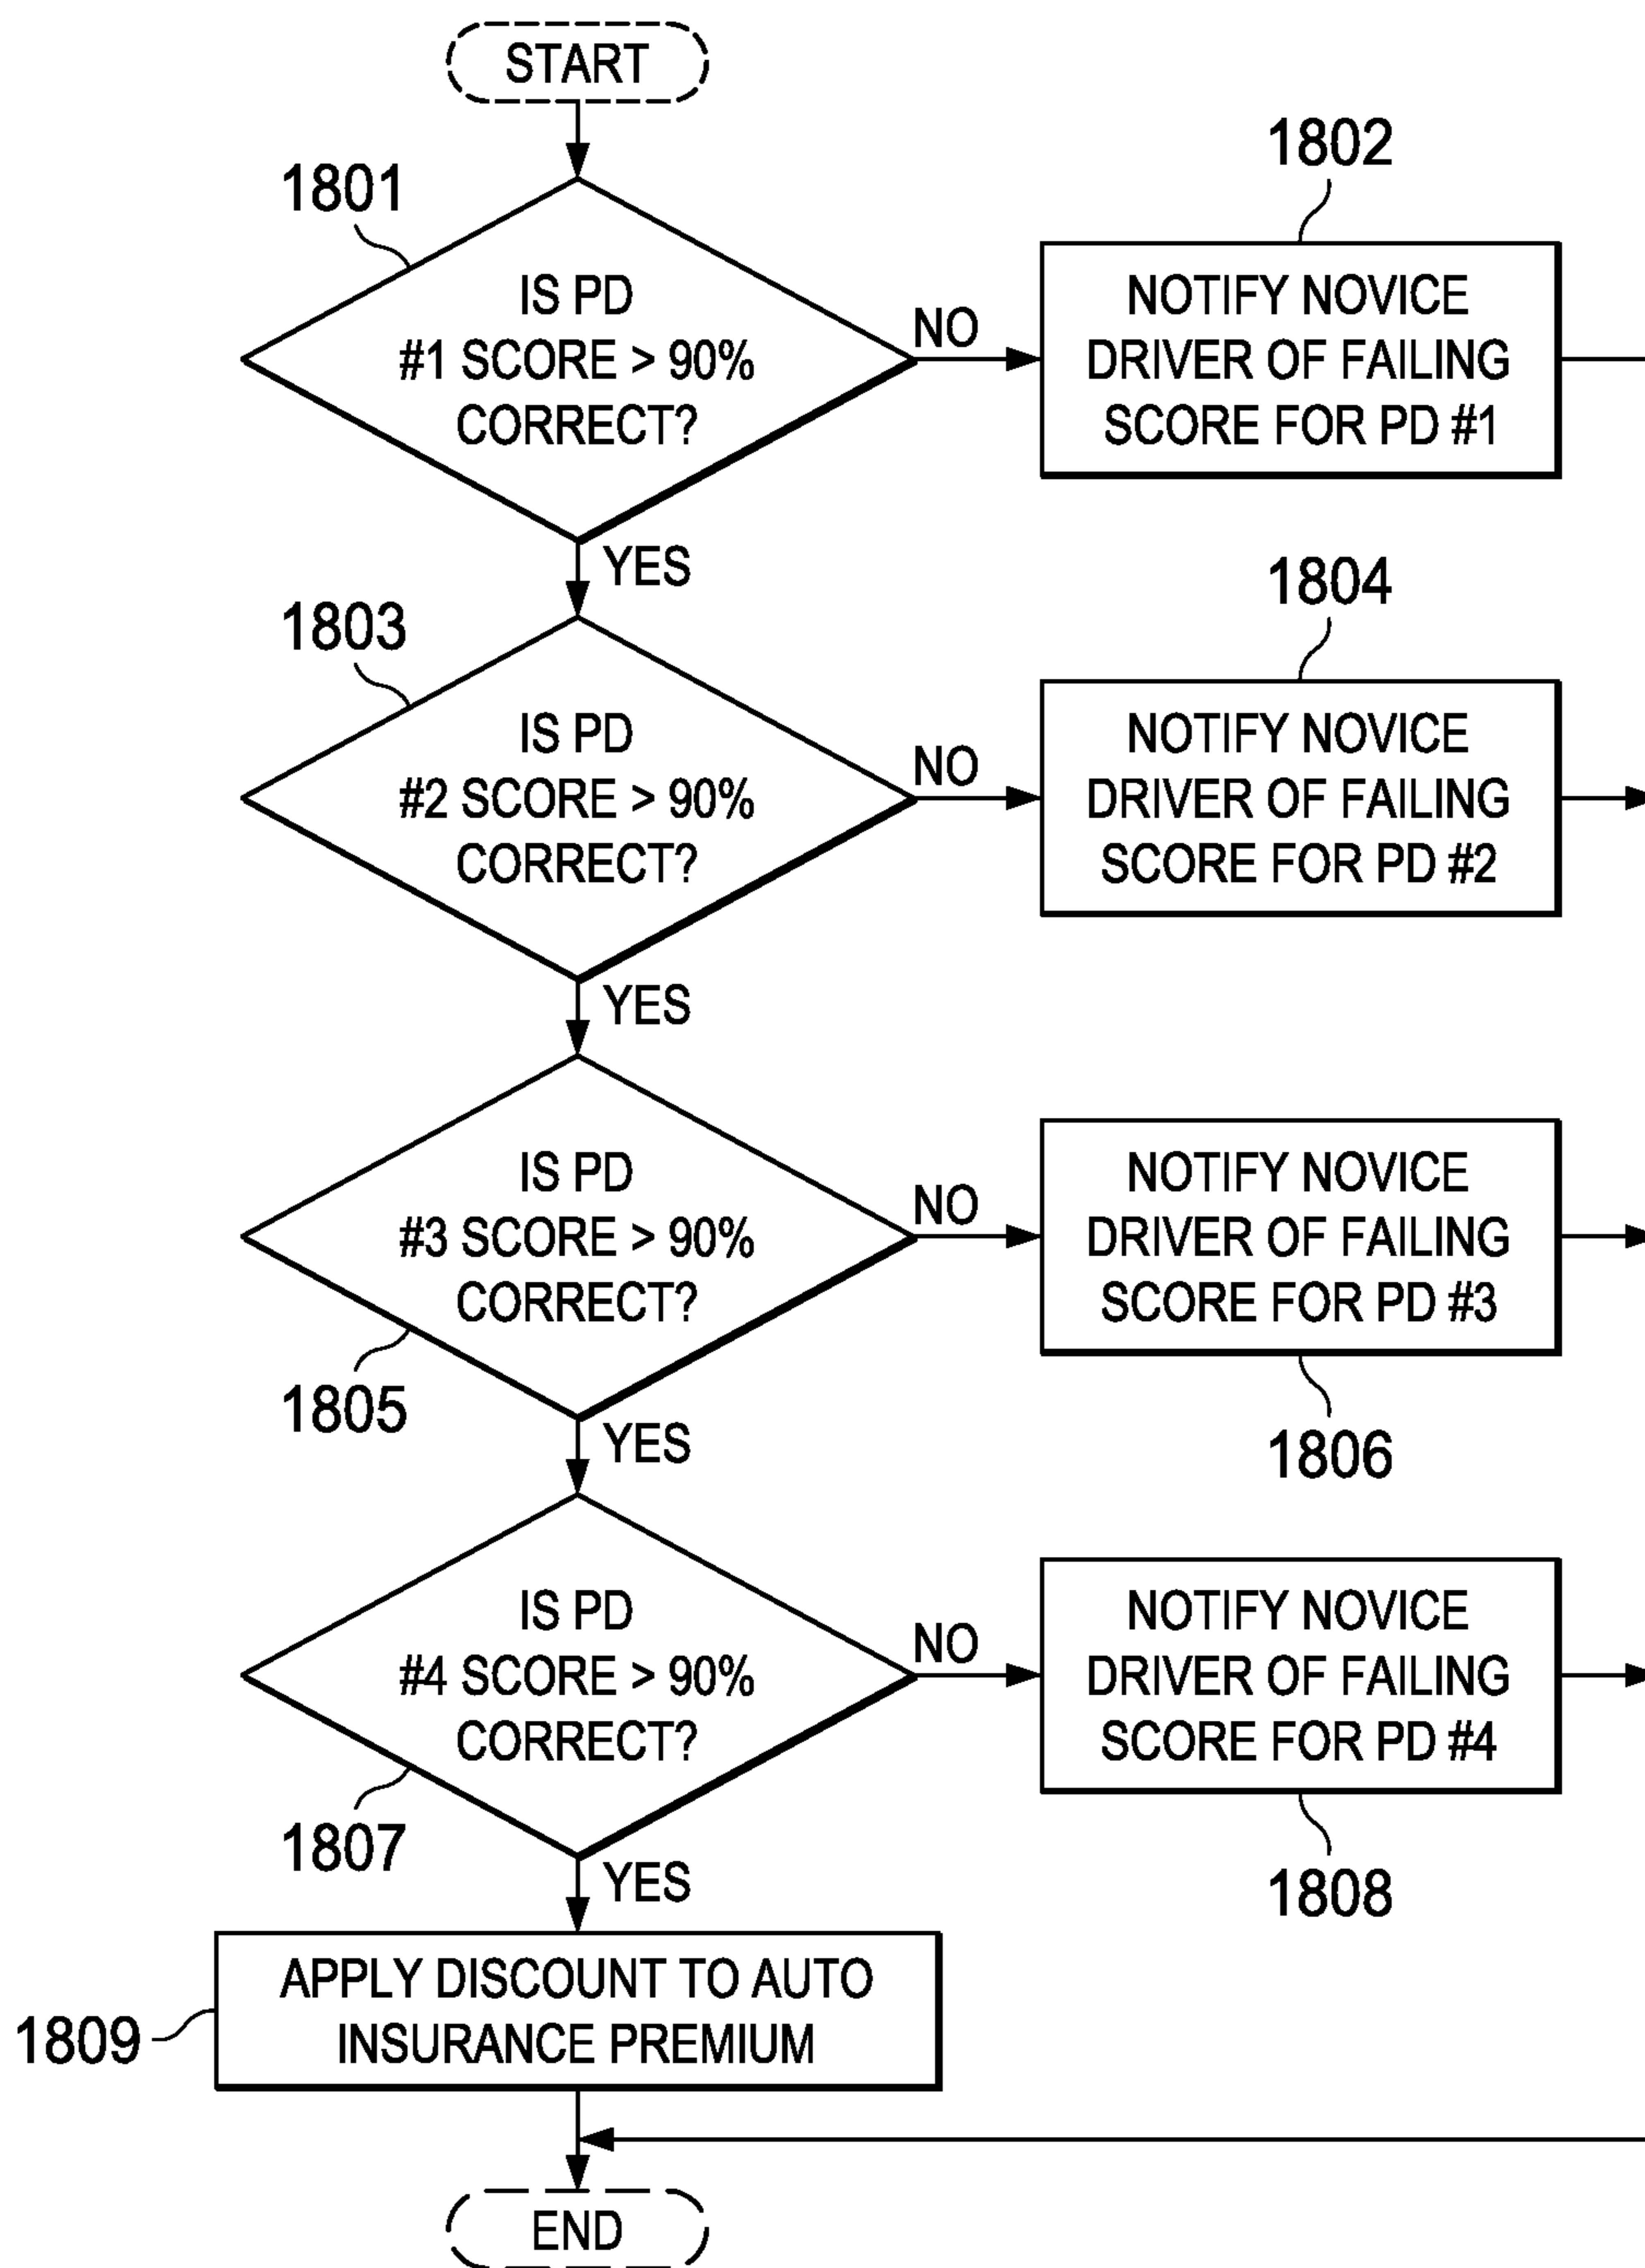 START
1801
IS PD
#1 SCORE > 90%
CORRECT?
NO
1802
NOTIFY NOVICE
DRIVER OF FAILING
SCORE FOR PD #1
YES
1803
IS PD
#2 SCORE > 90%
CORRECT?
NO
1804
NOTIFY NOVICE
DRIVER OF FAILING
SCORE FOR PD #2
YES
IS PD
#3 SCORE > 90%
CORRECT?
1805
NO
NOTIFY NOVICE
DRIVER OF FAILING
SCORE FOR PD #3
1806
YES
IS PD
#4 SCORE > 90%
CORRECT?
1807
NO
NOTIFY NOVICE
DRIVER OF FAILING
SCORE FOR PD #4
1808
YES
APPLY DISCOUNT TO AUTO
INSURANCE PREMIUM
1809
END